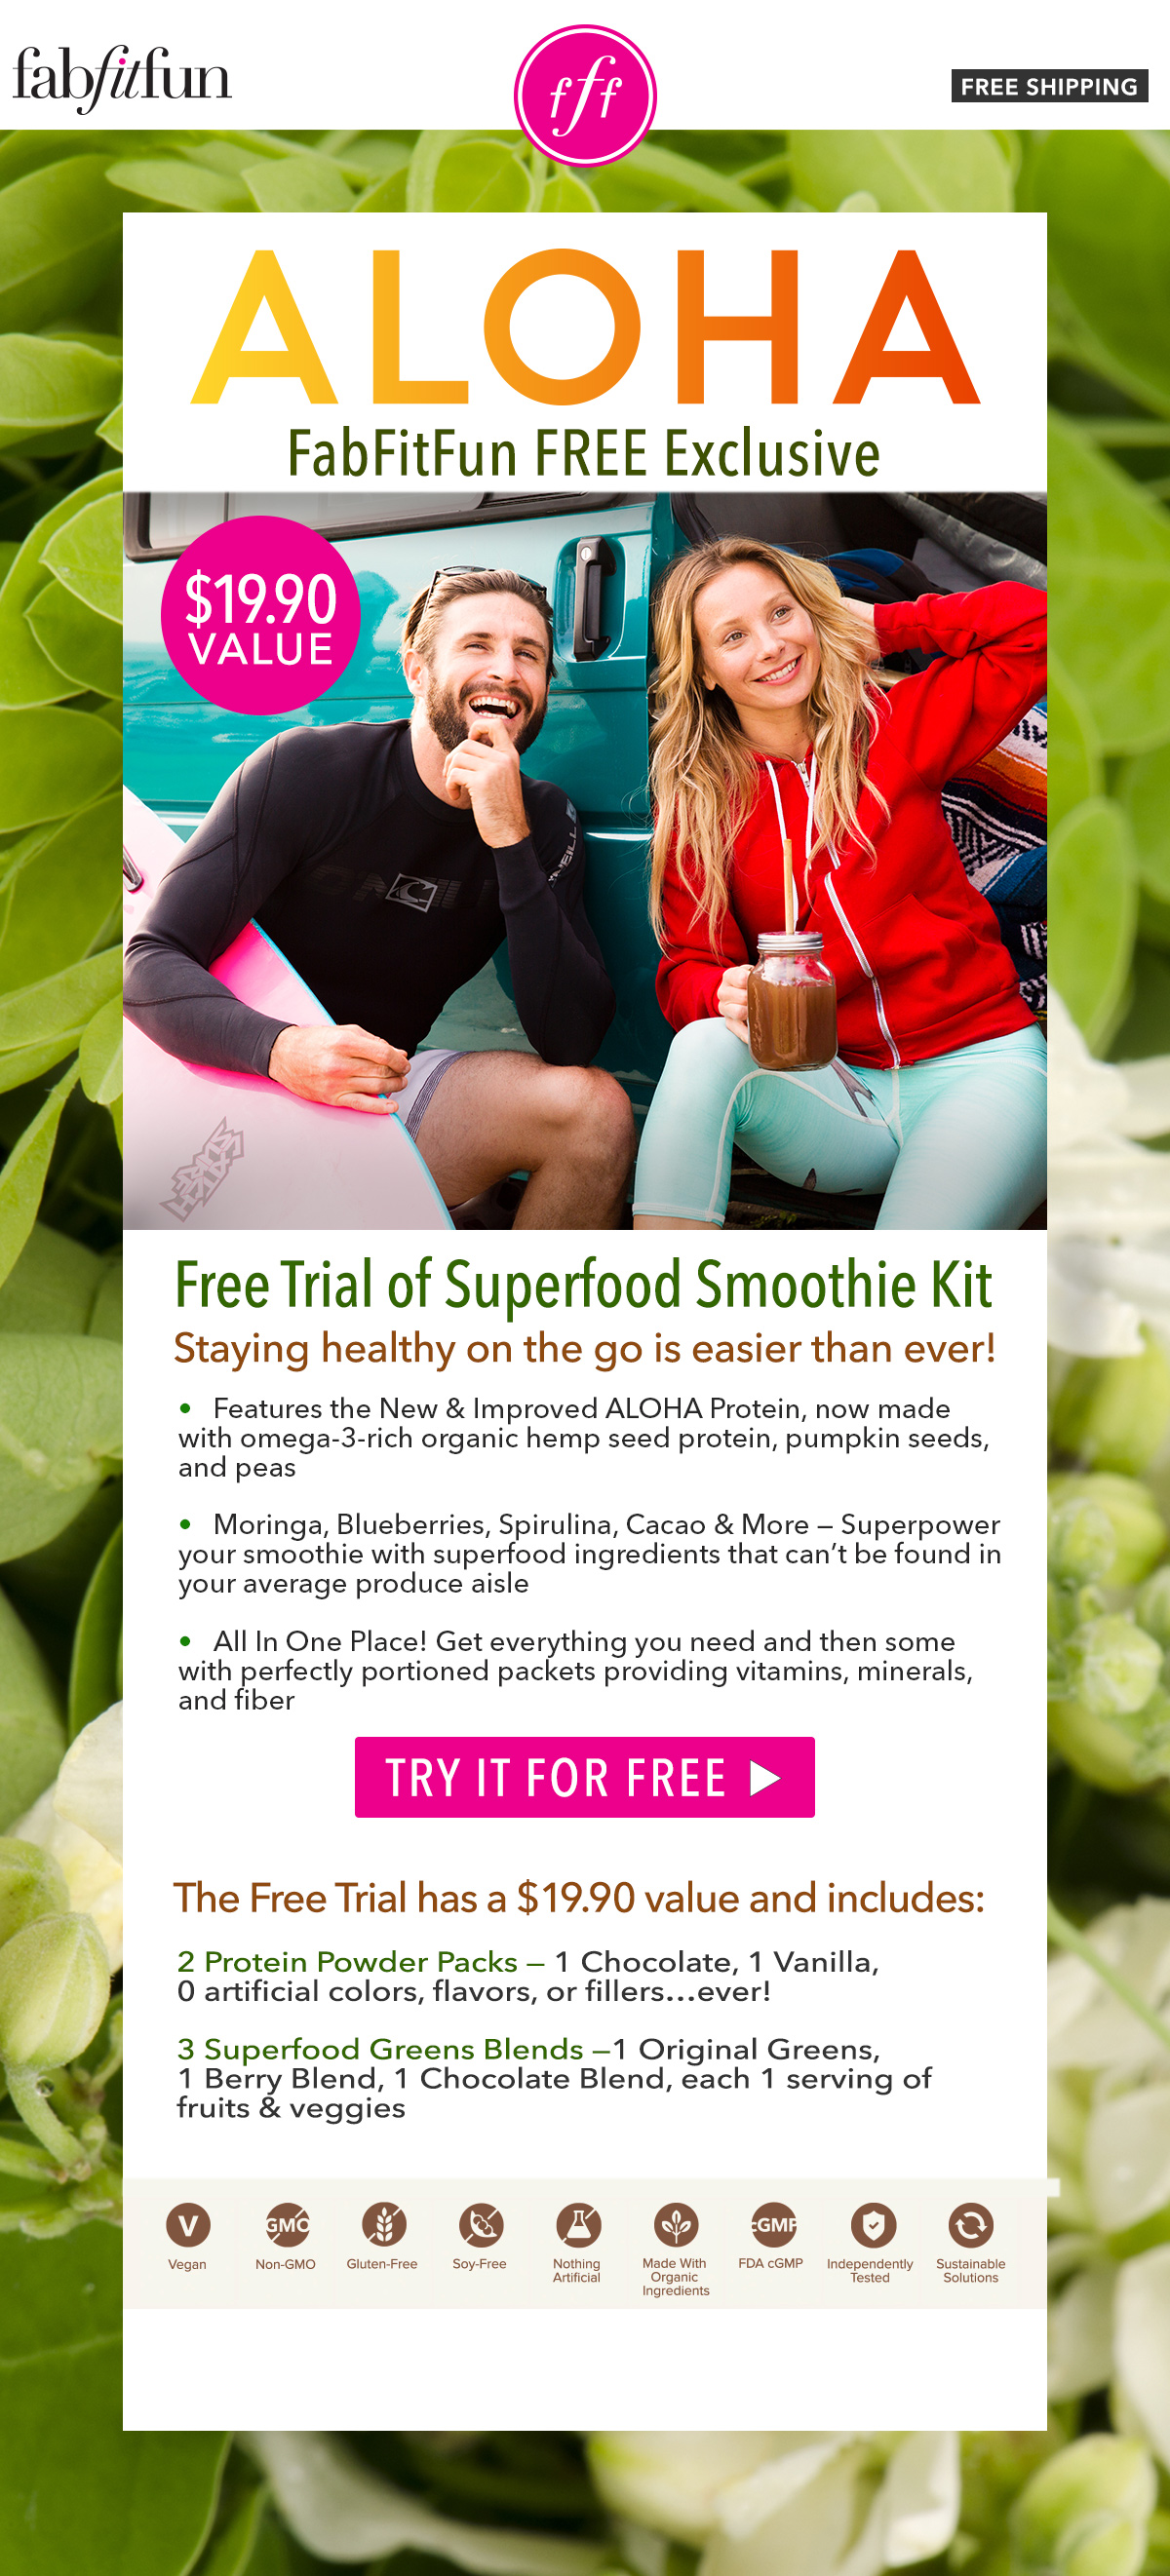 fabfitfun
fff
FREE SHIPPING
ALOHA
FabFitFun FREE Exclusive
$19.90
VALUE
O'NEILL
Free Trial of Superfood Smoothie Kit
Staying healthy on the go is easier than ever!
• Features the New & Improved ALOHA Protein, now made
with omega-3-rich organic hemp seed protein, pumpkin seeds,
and peas
• Moringa, Blueberries, Spirulina, Cacao & More – Superpower
your smoothie with superfood ingredients that can’t be found in
your average produce aisle
• All In One Place! Get everything you need and then some
with perfectly portioned packets providing vitamins, minerals,
and fiber
TRY IT FOR FREE
The Free Trial has a $19.90 value and includes:
2 Protein Powder Packs – 1 Chocolate, 1 Vanilla,
0 artificial colors, flavors, or fillers...ever!
3 Superfood Greens Blends –1 Original Greens,
1 Berry Blend, 1 Chocolate Blend, each 1 serving of
fruits & veggies
V
GMO
cGMP
Vegan
Non-GMO
Gluten-Free
Soy-Free
Nothing
Artificial
Made With
Organic
Ingredients
FDA cGMP
Independently
Tested
Sustainable
Solutions